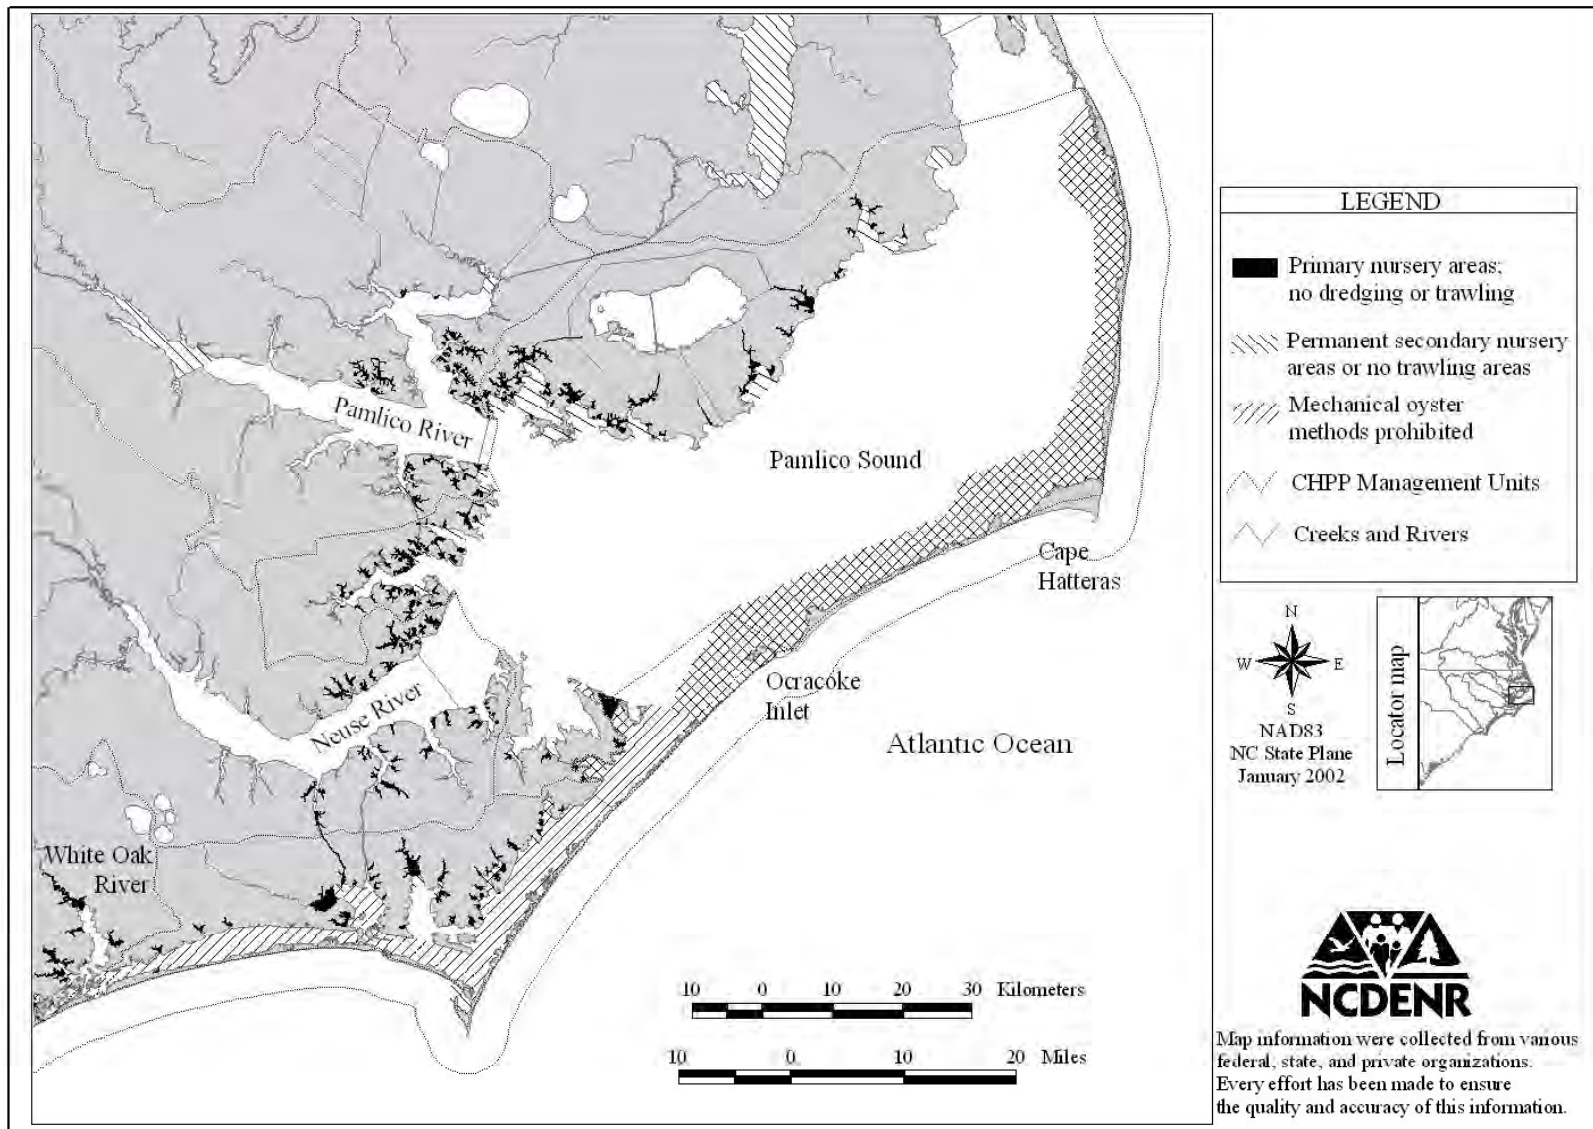 Pamlico River
Pamlico Sound
Cape
Hatteras
Neuse River
Ocracoke
Inlet
Atlantic Ocean
White Oak
River
10 0 10 20 30 Kilometers
10 0 10 20 Miles
LEGEND
Primary nursery areas;
no dredging or trawling
Permanent secondary nursery
areas or no trawling areas
Mechanical oyster
methods prohibited
CHPP Management Units
Creeks and Rivers
N
W E
S
NAD83
NC State Plane
January 2002
Locator map
NCDENR
Map information were collected from various
federal, state, and private organizations.
Every effort has been made to ensure
the quality and accuracy of this information.